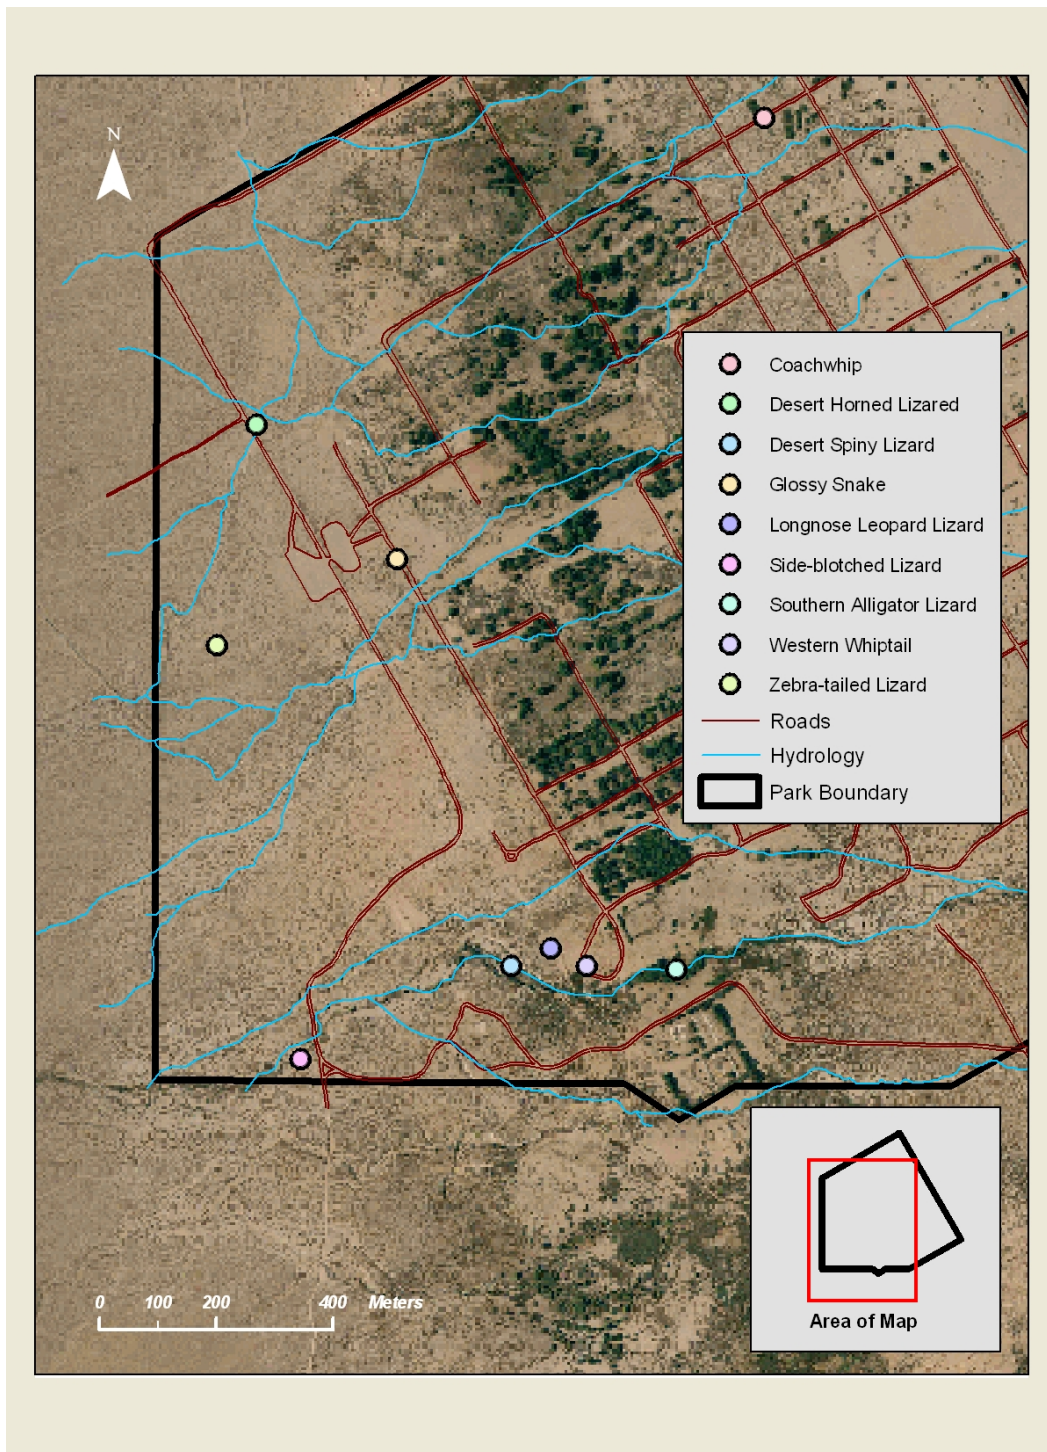 N
Coachwhip
Desert Horned Lizared
Desert Spiny Lizard
Glossy Snake
Longnose Leopard Lizard
Side-blotched Lizard
Southern Alligator Lizard
Western Whiptail
Zebra-tailed Lizard
Roads
Hydrology
Park Boundary
0 100 200 400 Meters
Area of Map